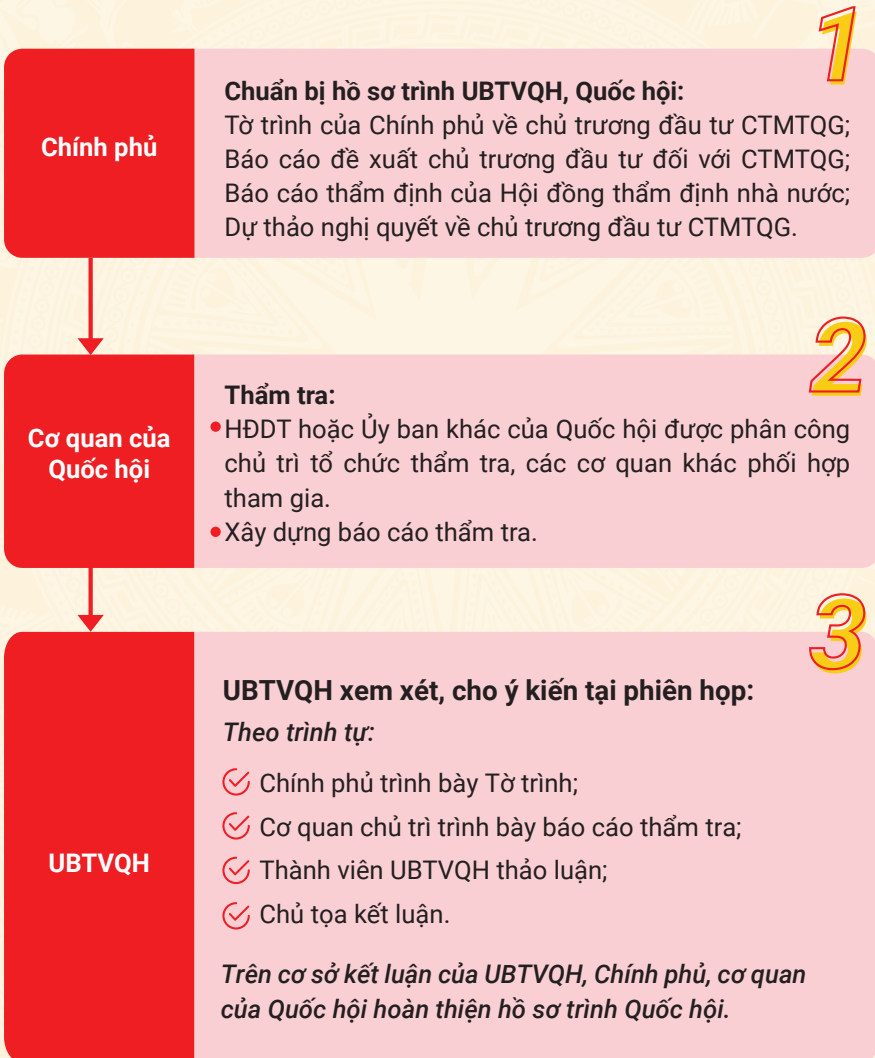 1
Chính phủ
Chuẩn bị hồ sơ trình UBTVQH, Quốc hội:
Tờ trình của Chính phủ về chủ trương đầu tư CTMTQG;
Báo cáo đề xuất chủ trương đầu tư đối với CTMTQG;
Báo cáo thẩm định của Hội đồng thẩm định nhà nước;
Dự thảo nghị quyết về chủ trương đầu tư CTMTQG.
2
Cơ quan của
Quốc hội
Thẩm tra:
•HĐDT hoặc Ủy ban khác của Quốc hội được phân công
chủ trì tổ chức thẩm tra, các cơ quan khác phối hợp
tham gia.
•Xây dựng báo cáo thẩm tra.
3
UBTVQH
UBTVQH xem xét, cho ý kiến tại phiên họp:
Theo trình tự:
Chính phủ trình bày Tờ trình;
Cơ quan chủ trì trình bày báo cáo thẩm tra;
Thành viên UBTVQH thảo luận;
Chủ tọa kết luận.
Trên cơ sở kết luận của UBTVQH, Chính phủ, cơ quan
của Quốc hội hoàn thiện hồ sơ trình Quốc hội.